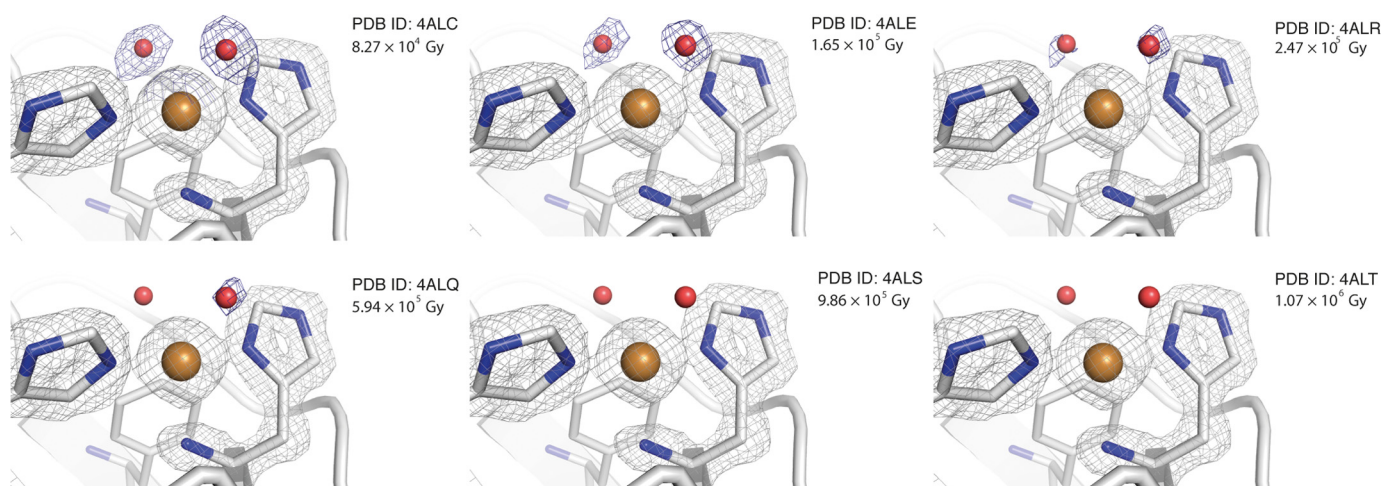 PDB ID: 4ALC
8.27 × 10⁴ Gy
PDB ID: 4ALE
1.65 × 10⁵ Gy
PDB ID: 4ALR
2.47 × 10⁵ Gy
PDB ID: 4ALQ
5.94 × 10⁵ Gy
PDB ID: 4ALS
9.86 × 10⁵ Gy
PDB ID: 4ALT
1.07 × 10⁶ Gy